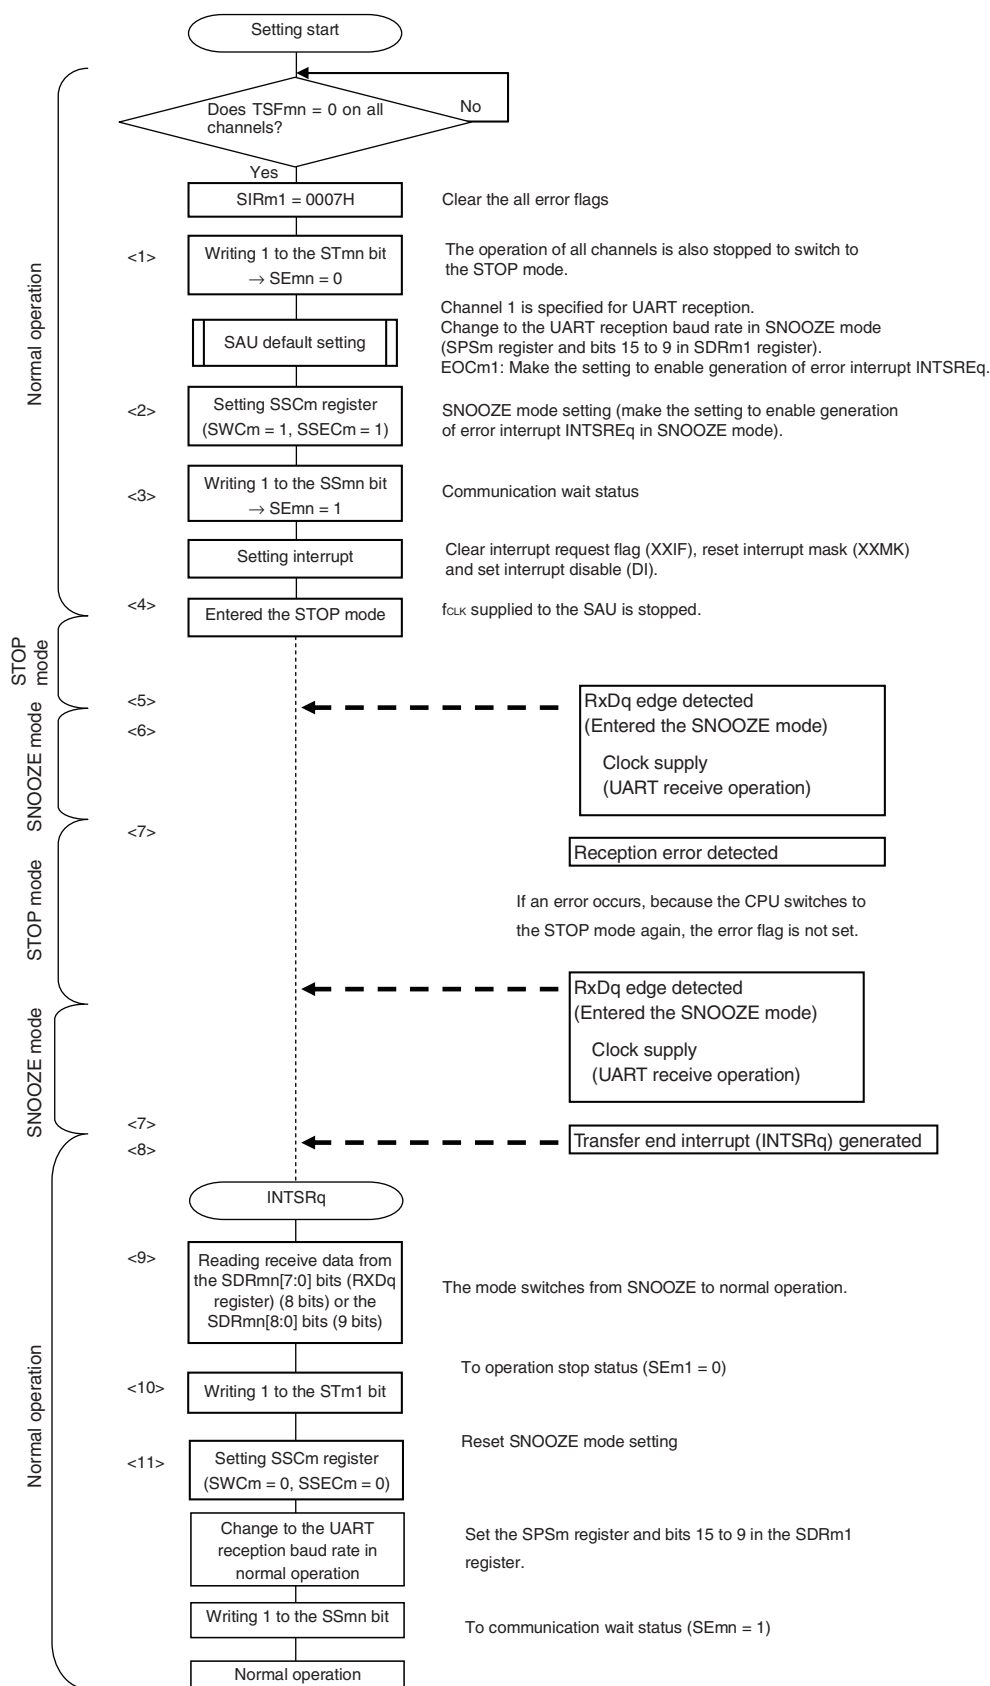 Setting start
Does TSFmn = 0 on all
channels?
No
Yes
SIRm1 = 0007H
Clear the all error flags
<1>
Writing 1 to the STmn bit
→ SEmn = 0
The operation of all channels is also stopped to switch to
the STOP mode.
SAU default setting
Channel 1 is specified for UART reception.
Change to the UART reception baud rate in SNOOZE mode
(SPSm register and bits 15 to 9 in SDRm1 register).
EOCm1: Make the setting to enable generation of error interrupt INTSREq.
Normal operation
<2>
Setting SSCm register
(SWCm = 1, SSECm = 1)
SNOOZE mode setting (make the setting to enable generation
of error interrupt INTSREq in SNOOZE mode).
<3>
Writing 1 to the SSmn bit
→ SEmn = 1
Communication wait status
Setting interrupt
Clear interrupt request flag (XXIF), reset interrupt mask (XXMK)
and set interrupt disable (DI).
<4>
Entered the STOP mode
fCLK supplied to the SAU is stopped.
STOP
mode
<5>
RxDq edge detected
(Entered the SNOOZE mode)
Clock supply
(UART receive operation)
<6>
SNOOZE mode
<7>
Reception error detected
STOP mode
If an error occurs, because the CPU switches to
the STOP mode again, the error flag is not set.
RxDq edge detected
(Entered the SNOOZE mode)
Clock supply
(UART receive operation)
SNOOZE mode
<7>
<8>
Transfer end interrupt (INTSRq) generated
INTSRq
<9>
Reading receive data from
the SDRmn[7:0] bits (RXDq
register) (8 bits) or the
SDRmn[8:0] bits (9 bits)
The mode switches from SNOOZE to normal operation.
Normal operation
<10>
Writing 1 to the STm1 bit
To operation stop status (SEm1 = 0)
<11>
Setting SSCm register
(SWCm = 0, SSECm = 0)
Reset SNOOZE mode setting
Change to the UART
reception baud rate in
normal operation
Set the SPSm register and bits 15 to 9 in the SDRm1
register.
Writing 1 to the SSmn bit
To communication wait status (SEmn = 1)
Normal operation